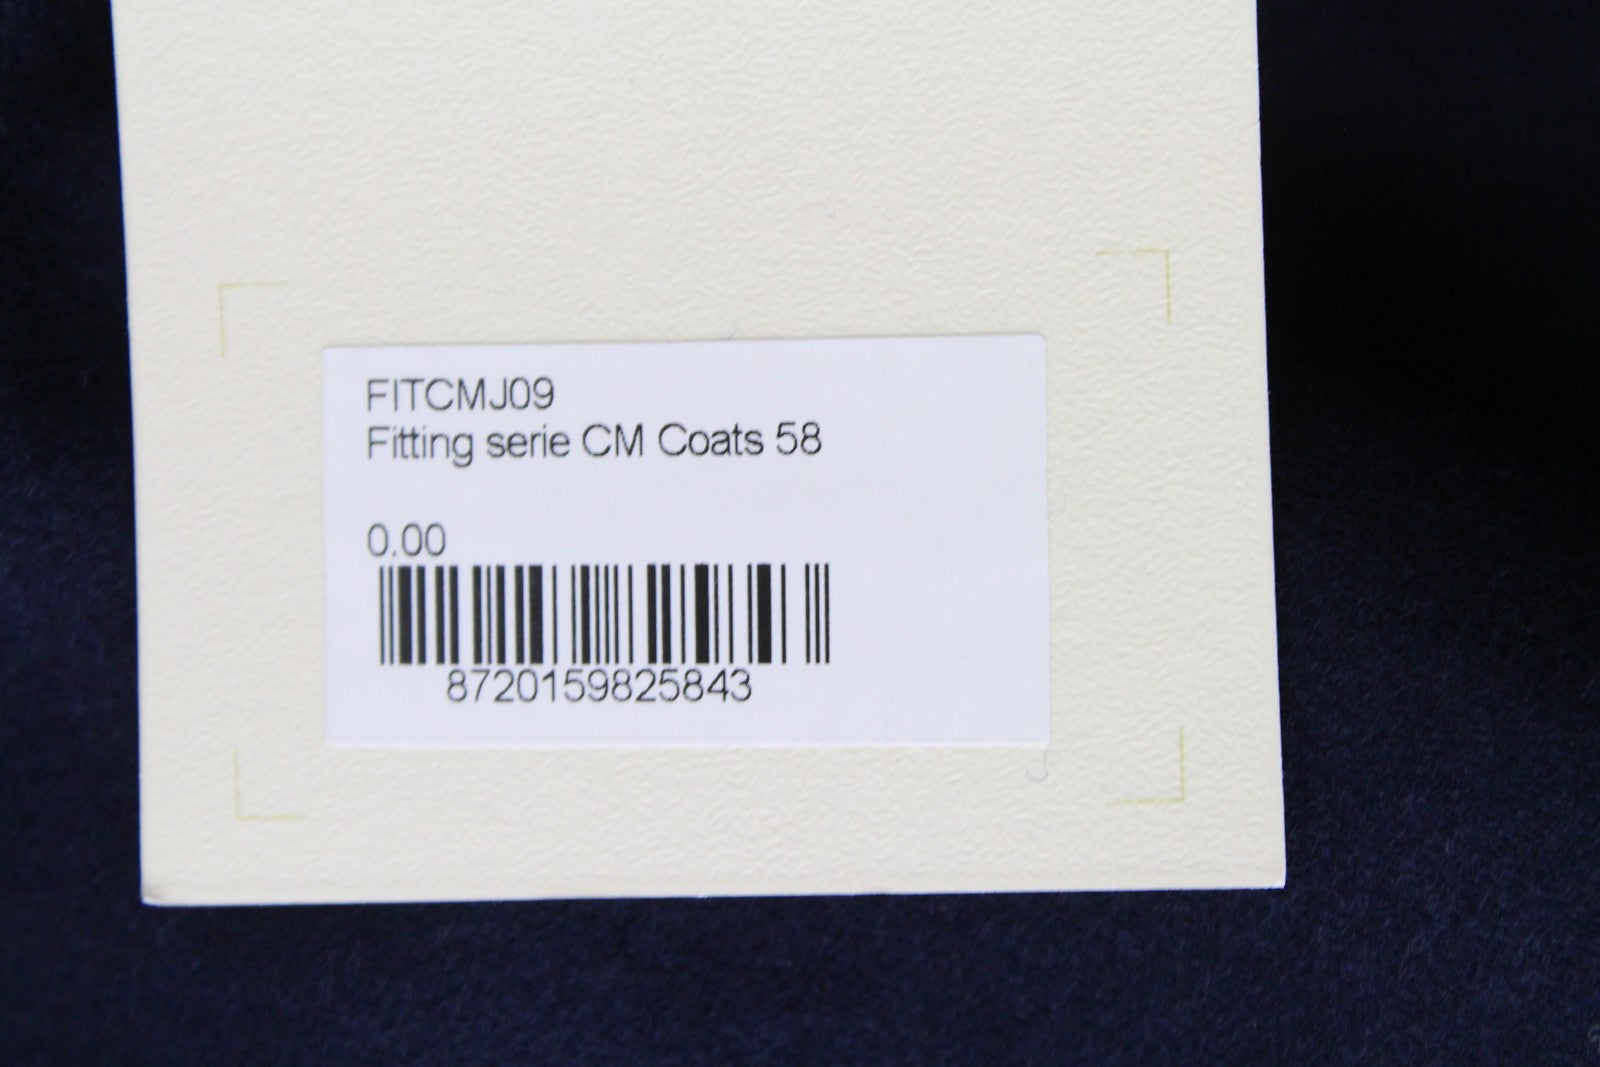 FITCMJ09
Fitting serie CM Coats 58
0.00
8720159825843